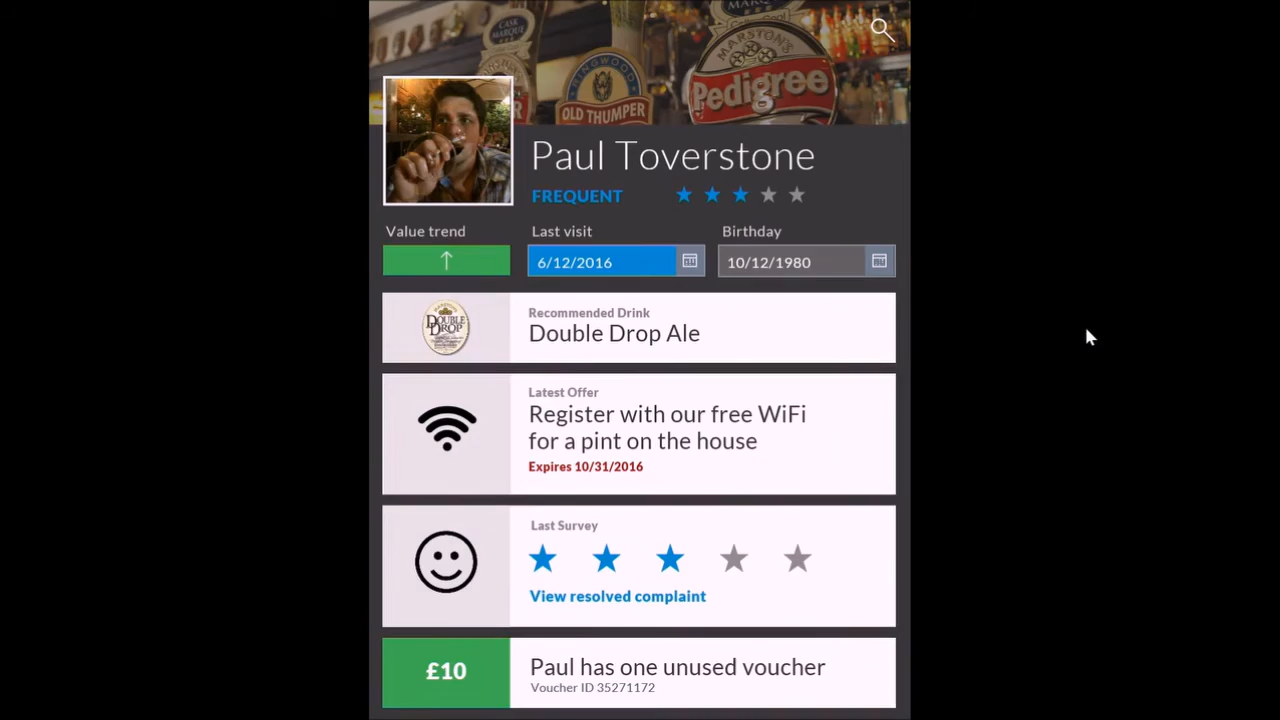 CASK
MARQUE
MARQUE
RINGWOOD
OLD THUMPER
MARSTON'S
Pedigree
Paul Toverstone
FREQUENT
Value trend
Last visit
Birthday
6/12/2016
10/12/1980
DOUBLE
DROP
Recommended Drink
Double Drop Ale
Latest Offer
Register with our free WiFi
for a pint on the house
Expires 10/31/2016
Last Survey
View resolved complaint
£10
Paul has one unused voucher
Voucher ID 35271172